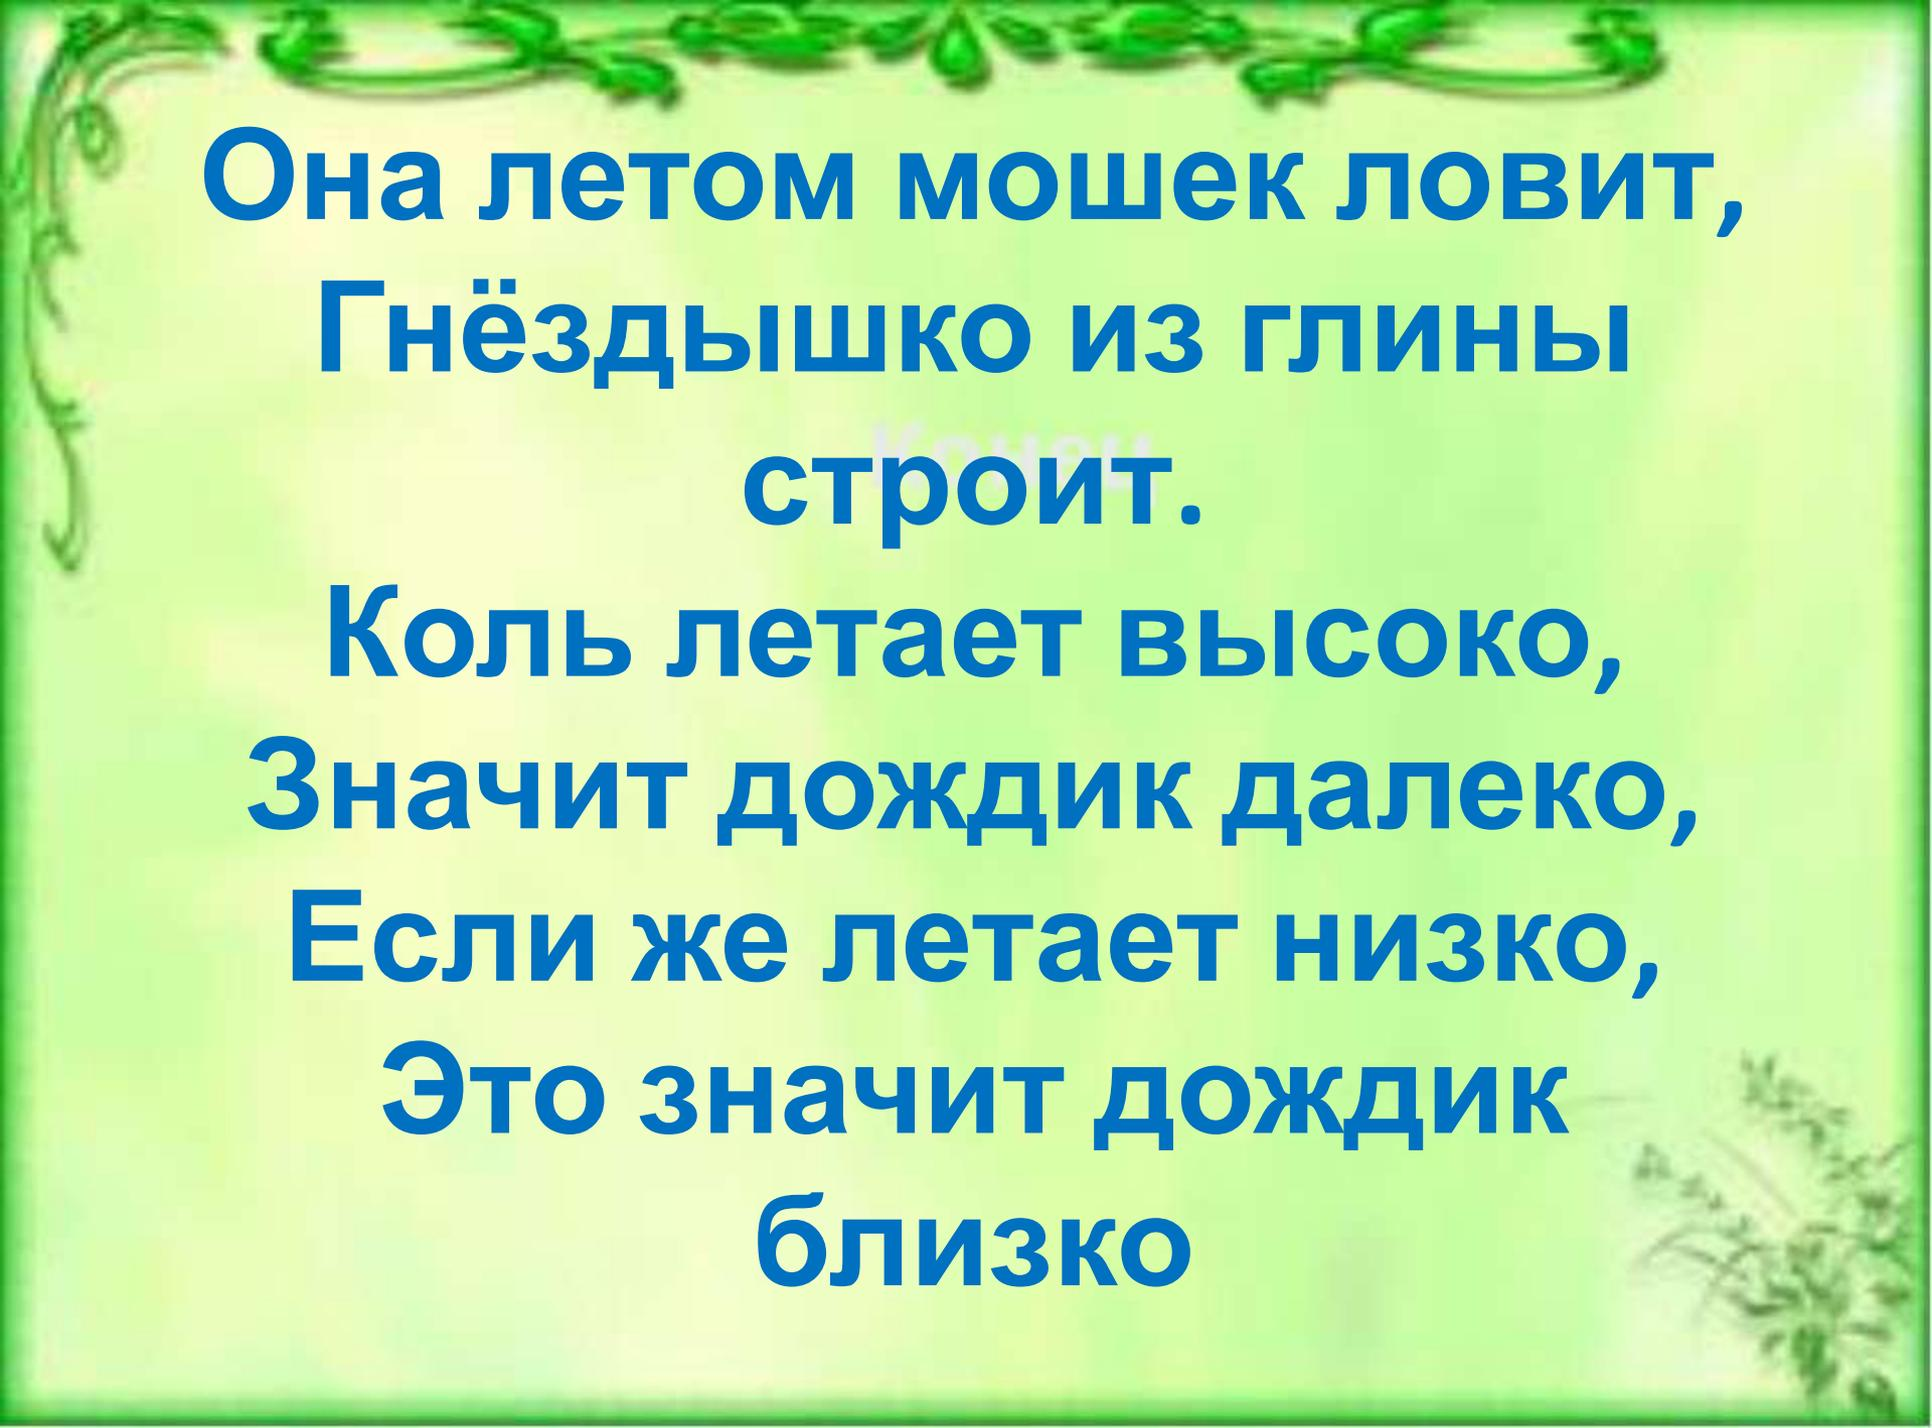 Она летом мошек ловит,
Гнёздышко из глины
Конец
строит.
Коль летает высоко,
Значит дождик далеко,
Если же летает низко,
Это значит дождик
близко